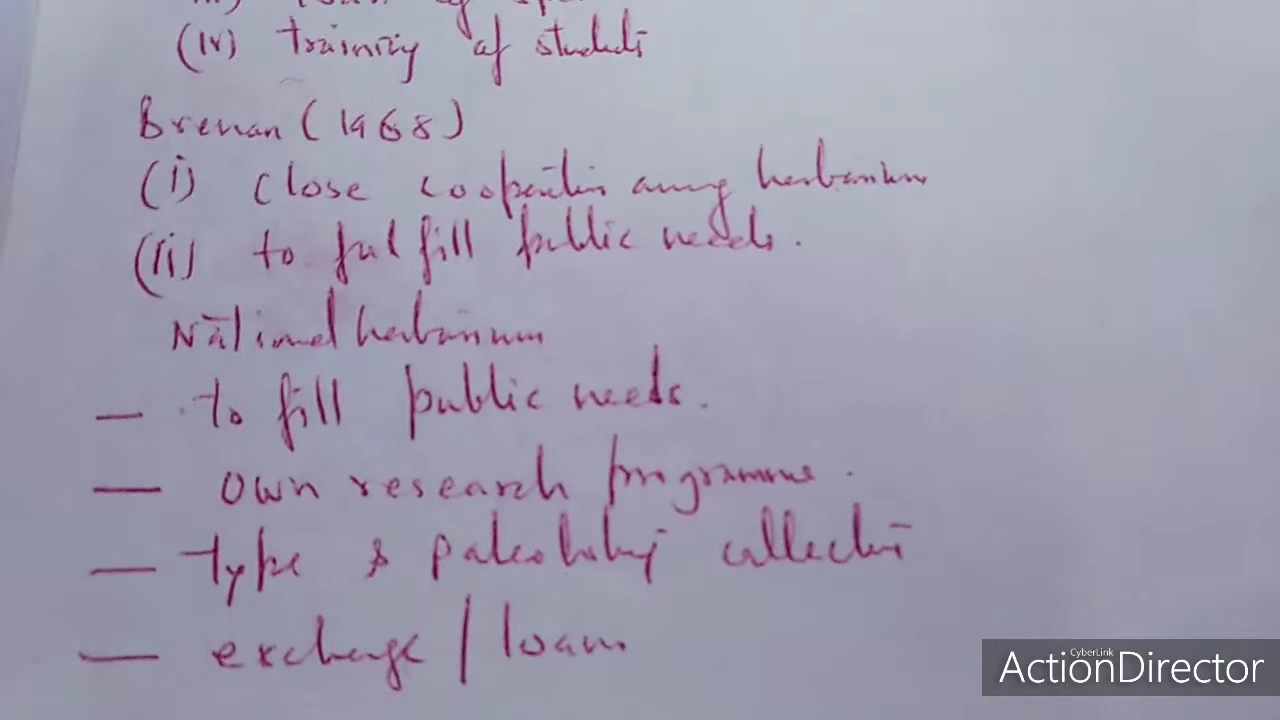 (iv) training of students
Brenan (1968)
(i) close cooperation among herbarium
(ii) to fulfill public needs.
National herbarium
— to fill public needs.
— own research programme.
— type & paleobotany collection
— exchange / loan
CyberLink
ActionDirector